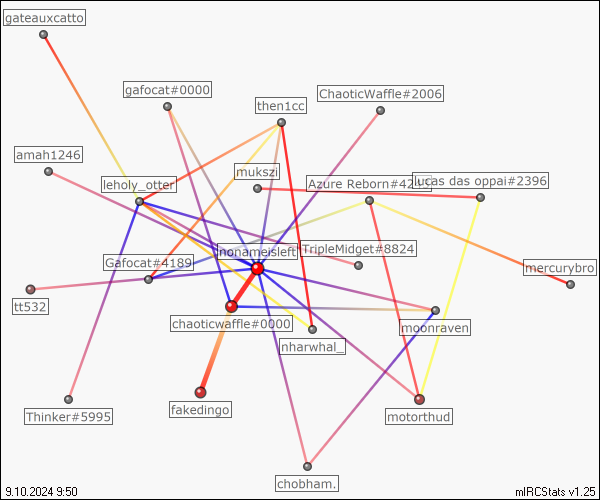 gateauxcatto
gafocat#0000
ChaoticWaffle#2006
then1cc
amah1246
mukszi
leholy_otter
Azure Reborn#42
lucas das oppai#2396
nonameisleft
TripleMidget#8824
Gafocat#4189
mercurybro
tt532
chaoticwaffle#0000
moonraven
nharwhal_
Thinker#5995
fakedingo
motorthud
chobham.
9.10.2024 9:50
mIRCStats v1.25